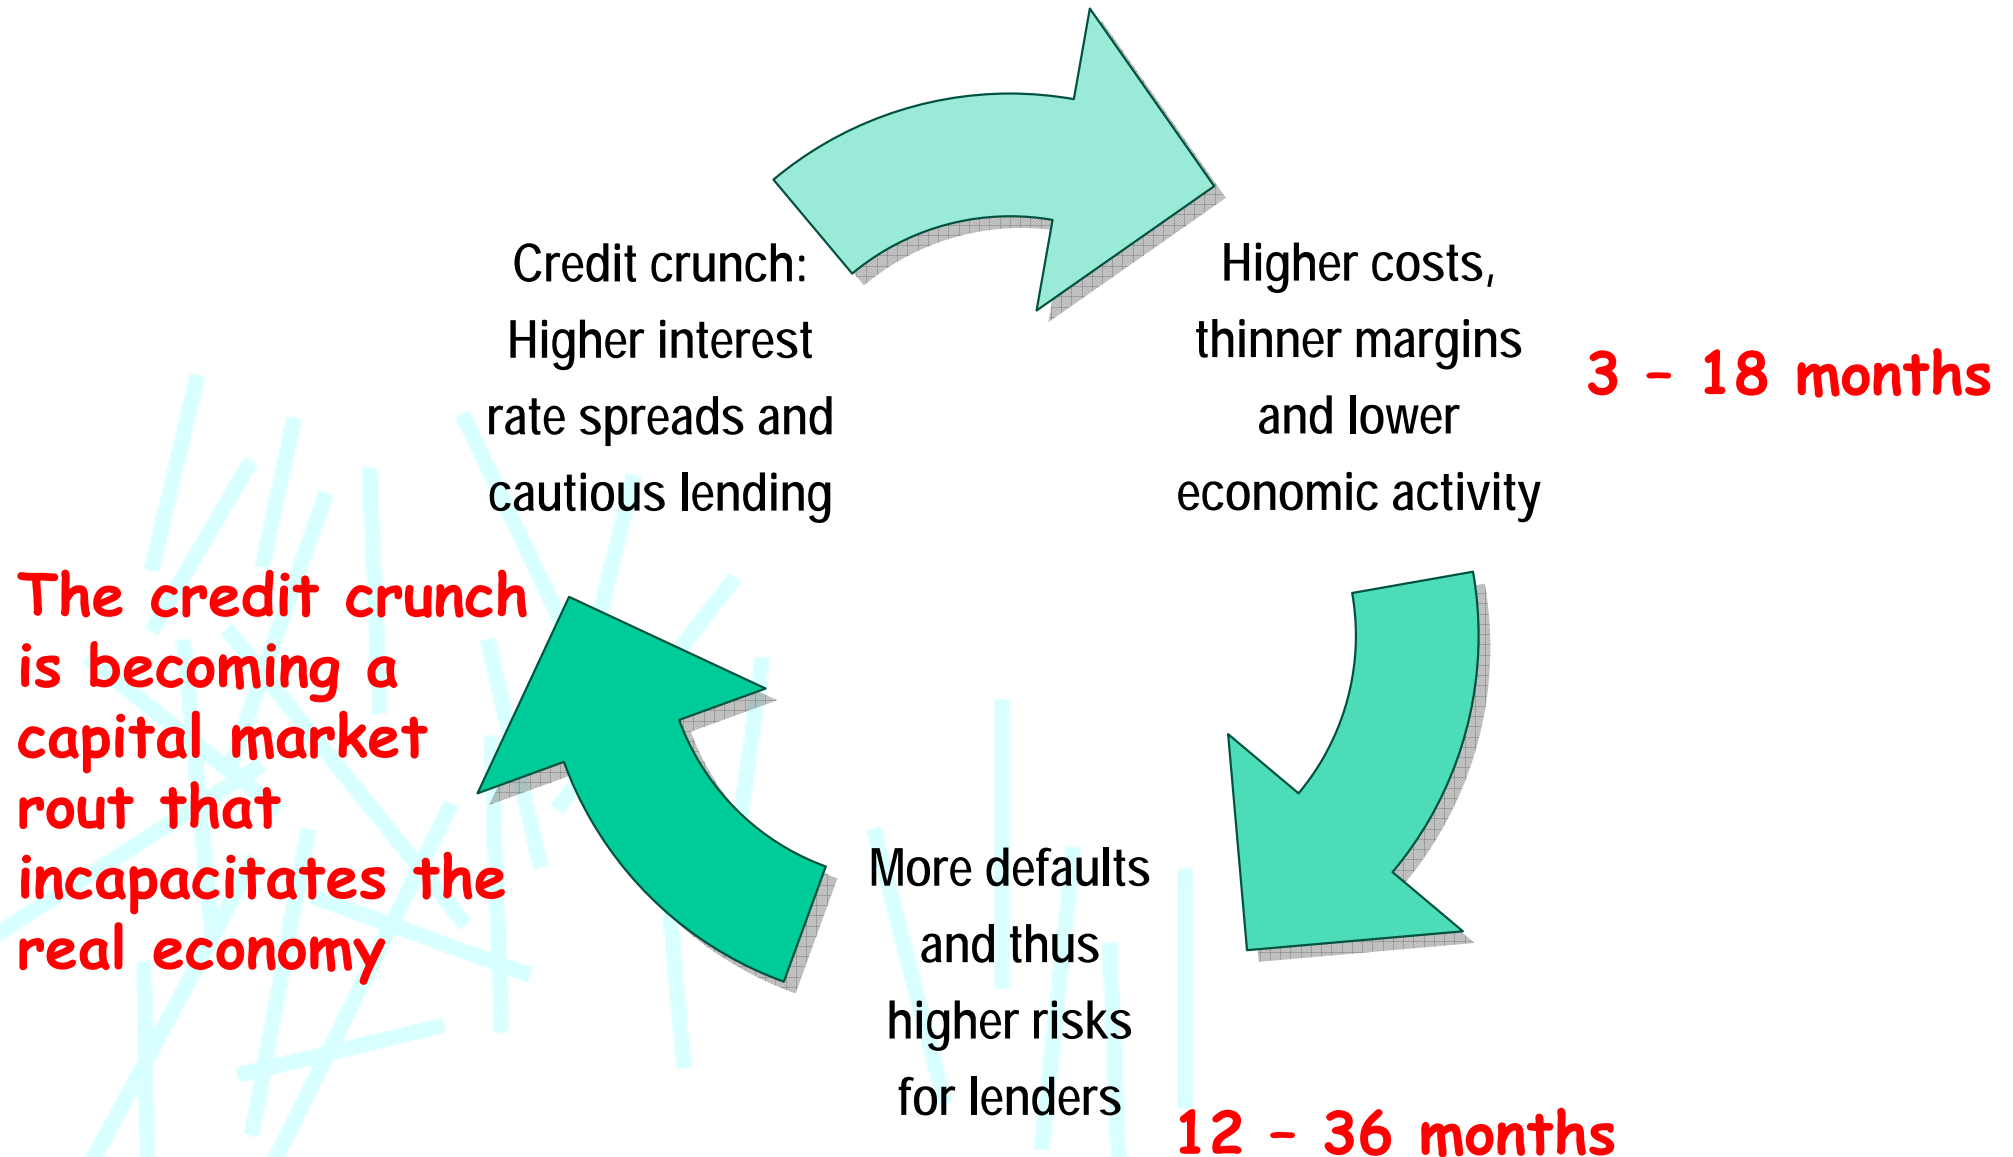 Credit crunch:
Higher interest
rate spreads and
cautious lending
Higher costs,
thinner margins
and lower
economic activity
3 – 18 months
The credit crunch
is becoming a
capital market
rout that
incapacitates the
real economy
More defaults
and thus
higher risks
for lenders
12 – 36 months